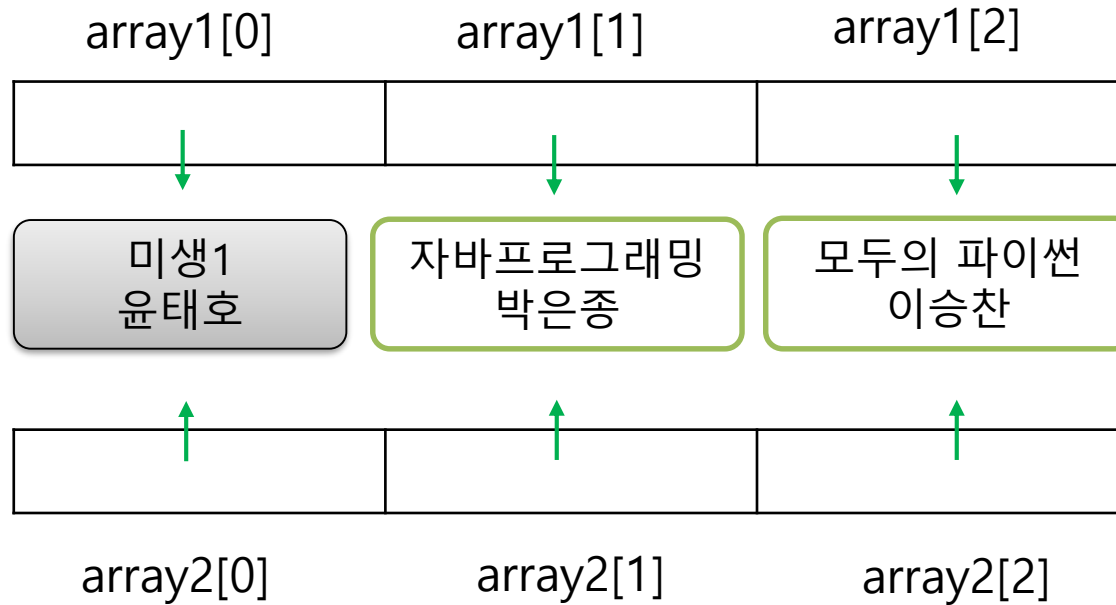 array1[0] array1[1] array1[2]
미생1 자바프로그래밍 모두의 파이썬
윤태호 박은종 이승찬
array2[0] array2[1] array2[2]